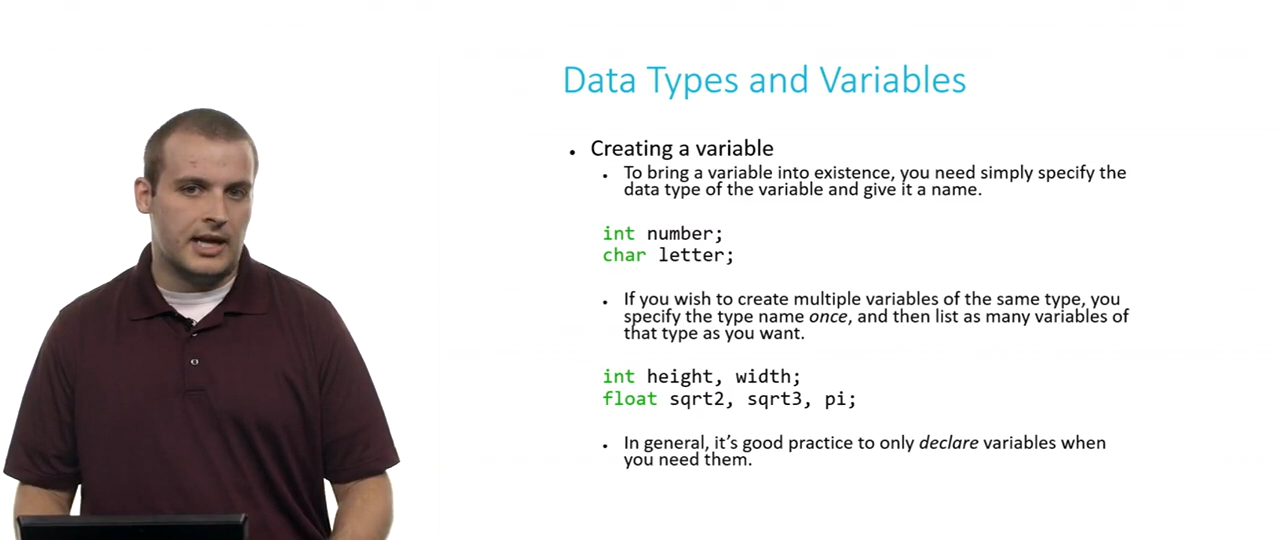 Data Types and Variables
• Creating a variable
• To bring a variable into existence, you need simply specify the
data type of the variable and give it a name.
int number;
char letter;
• If you wish to create multiple variables of the same type, you
specify the type name once, and then list as many variables of
that type as you want.
int height, width;
float sqrt2, sqrt3, pi;
• In general, it’s good practice to only declare variables when
you need them.